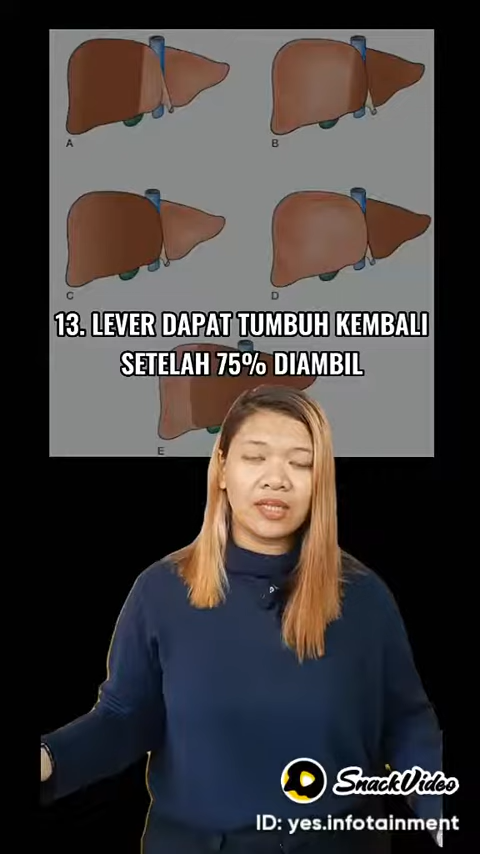 A
B
C
D
13. LEVER DAPAT TUMBUH KEMBALI
SETELAH 75% DIAMBIL
E
SnackVideo
ID: yes.infotainment